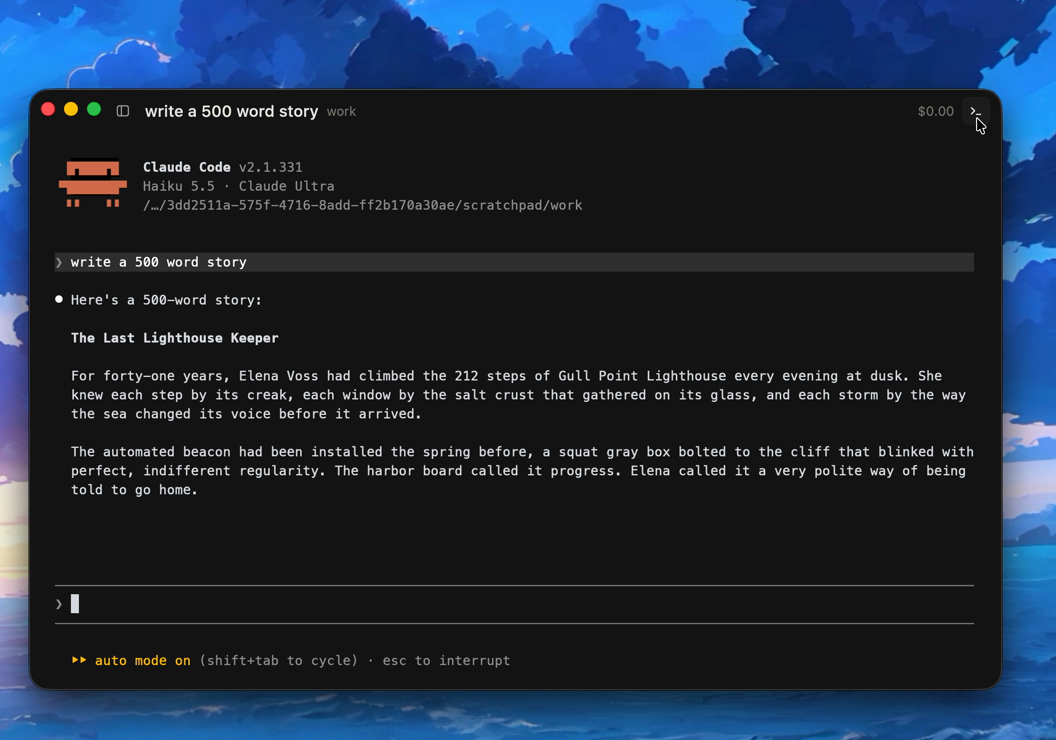 write a 500 word story work $0.00 >_
Claude Code v2.1.331
Haiku 5.5 · Claude Ultra
/…/3dd2511a-575f-4716-8add-ff2b170a30ae/scratchpad/work
❯ write a 500 word story
● Here's a 500-word story:
The Last Lighthouse Keeper
For forty-one years, Elena Voss had climbed the 212 steps of Gull Point Lighthouse every evening at dusk. She
knew each step by its creak, each window by the salt crust that gathered on its glass, and each storm by the way
the sea changed its voice before it arrived.
The automated beacon had been installed the spring before, a squat gray box bolted to the cliff that blinked with
perfect, indifferent regularity. The harbor board called it progress. Elena called it a very polite way of being
told to go home.
❯
⏵⏵ auto mode on (shift+tab to cycle) · esc to interrupt